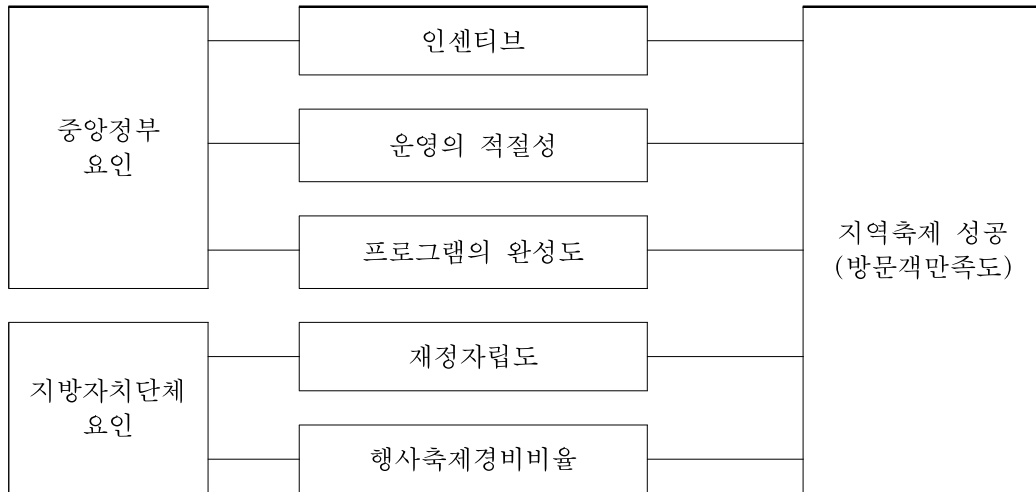 중앙정부
요인
인센티브
운영의 적절성
프로그램의 완성도
지방자치단체
요인
재정자립도
행사축제경비비율
지역축제 성공
(방문객만족도)